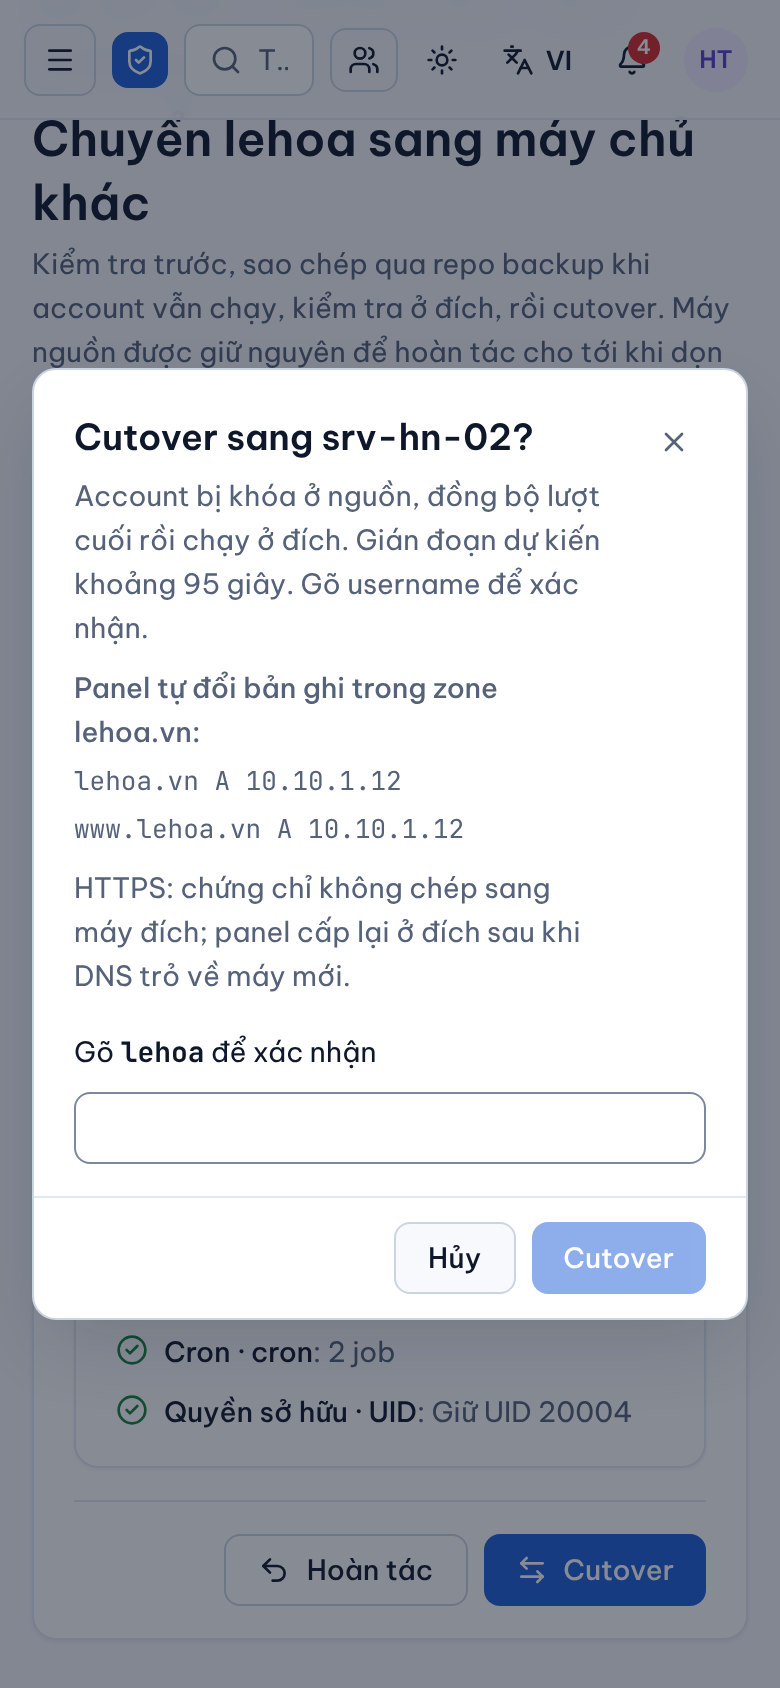 T..
VI
4
HT
Chuyển lehoa sang máy chủ
khác
Kiểm tra trước, sao chép qua repo backup khi
account vẫn chạy, kiểm tra ở đích, rồi cutover. Máy
nguồn được giữ nguyên để hoàn tác cho tới khi dọn
Cutover sang srv-hn-02?
Account bị khóa ở nguồn, đồng bộ lượt
cuối rồi chạy ở đích. Gián đoạn dự kiến
khoảng 95 giây. Gõ username để xác
nhận.
Panel tự đổi bản ghi trong zone
lehoa.vn:
lehoa.vn A 10.10.1.12
www.lehoa.vn A 10.10.1.12
HTTPS: chứng chỉ không chép sang
máy đích; panel cấp lại ở đích sau khi
DNS trỏ về máy mới.
Gõ lehoa để xác nhận
Hủy
Cutover
Cron · cron: 2 job
Quyền sở hữu · UID: Giữ UID 20004
Hoàn tác
Cutover